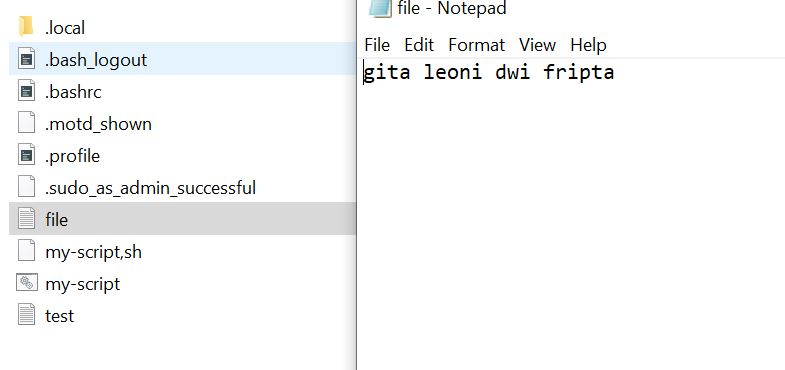 .local
.bash_logout
.bashrc
.motd_shown
.profile
.sudo_as_admin_successful
file
my-script,sh
my-script
test
file - Notepad
File Edit Format View Help
gita leoni dwi fripta